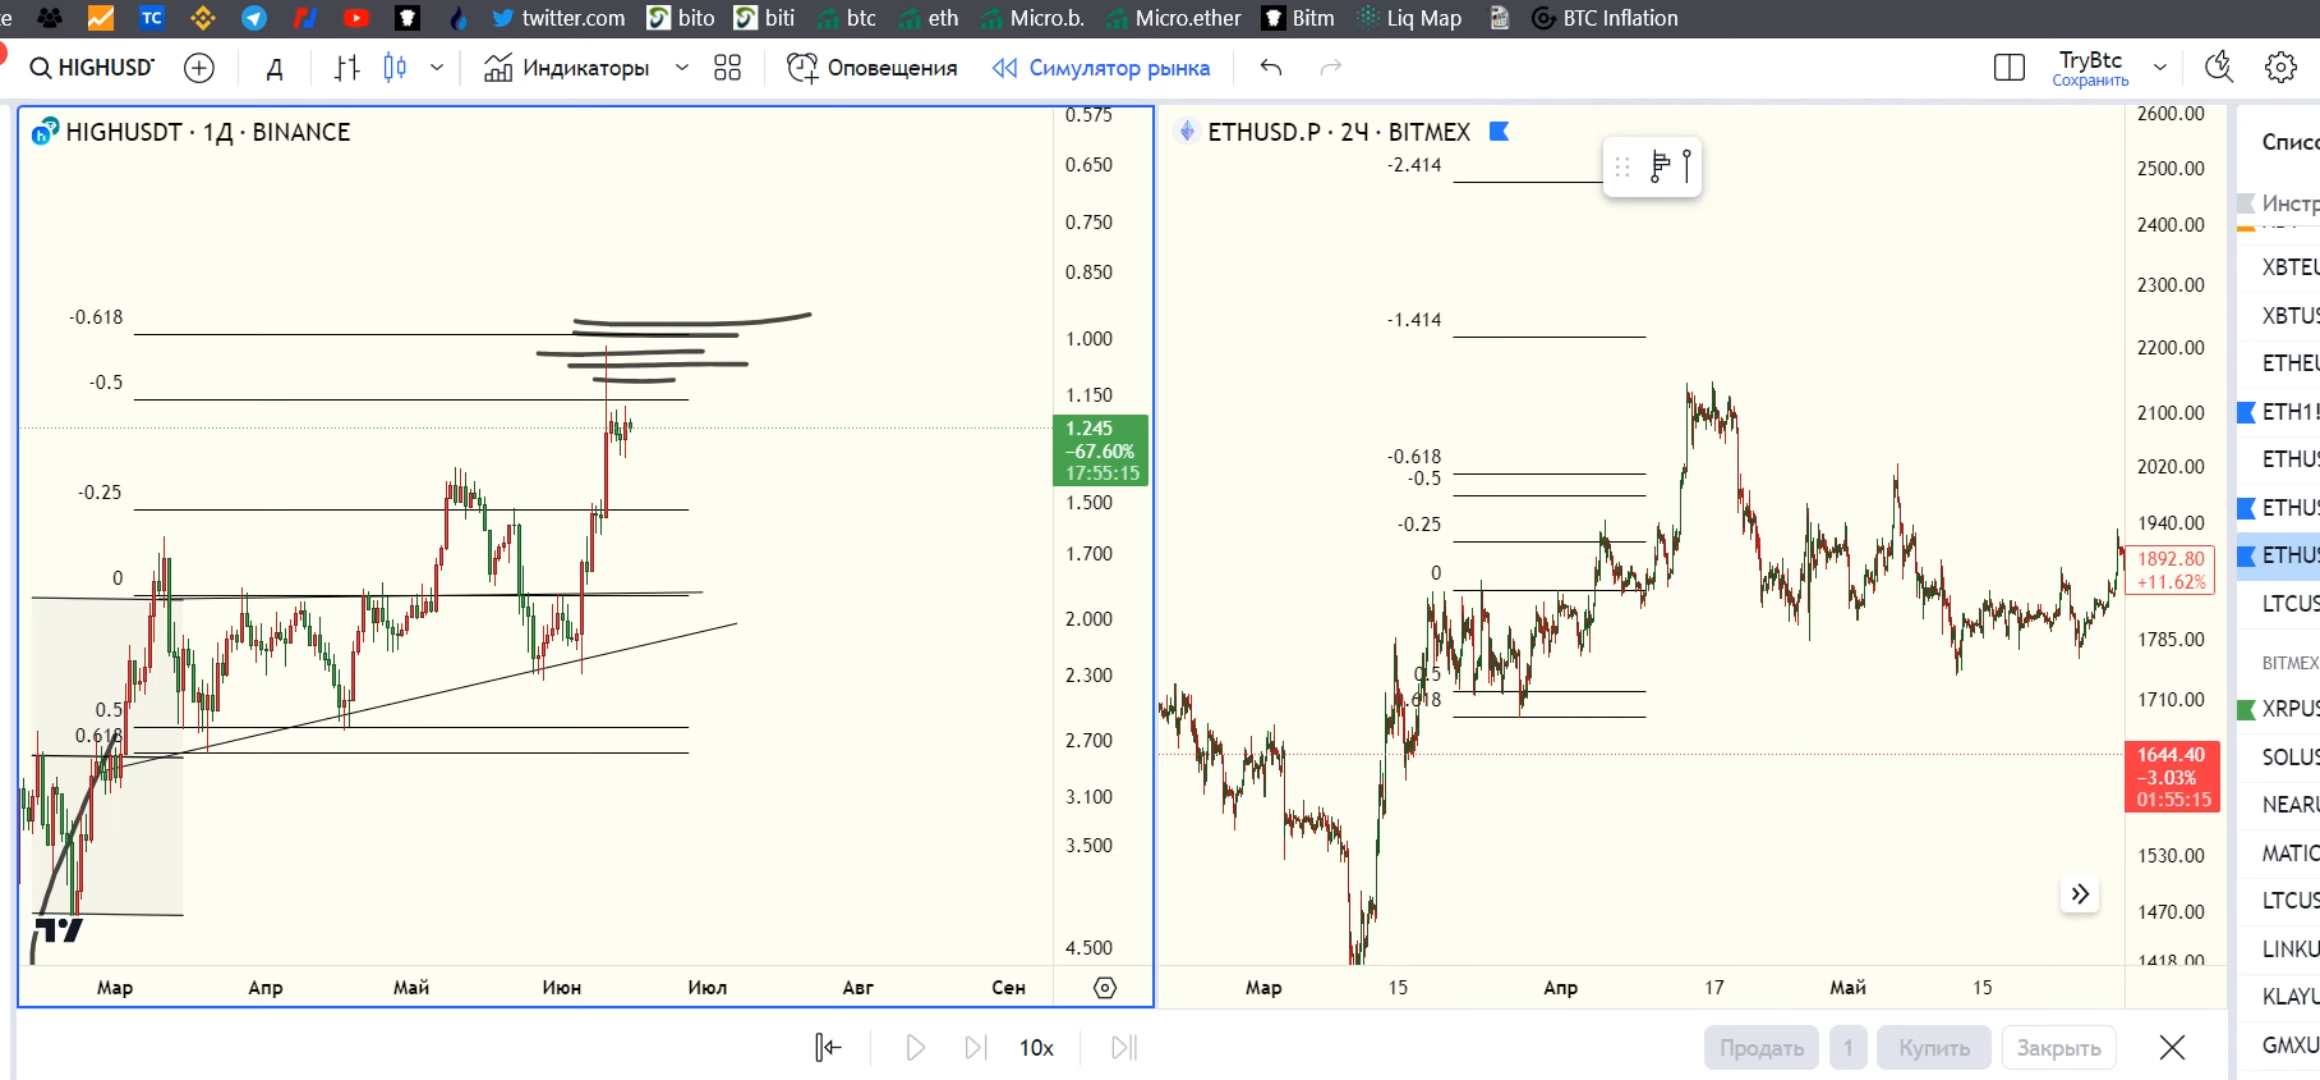 te TC twitter.com bito biti btc eth Micro.b. Micro.ether Bitm Liq Map BTC Inflation
HIGHUSDT Д Индикаторы Оповещения Симулятор рынка TryBtc
Сохранить
HIGHUSDT · 1Д · BINANCE
0.575
0.650
0.750
0.850
1.000
1.150
1.245
−67.60%
17:55:15
1.500
1.700
2.000
2.300
2.700
3.100
3.500
4.500
-0.618
-0.5
-0.25
0
0.5
0.618
Мар Апр Май Июн Июл Авг Сен
ETHUSD.P · 2Ч · BITMEX
-2.414
-1.414
-0.618
-0.5
-0.25
0
0.5
.618
2600.00
2500.00
2400.00
2300.00
2200.00
2100.00
2020.00
1940.00
1892.80
+11.62%
1785.00
1710.00
1644.40
−3.03%
01:55:15
1530.00
1470.00
1418.00
Мар 15 Апр 17 Май 15
Списо
Инстр
XBTEU
XBTUS
ETHEU
ETH1!
ETHUS
ETHUS
ETHUS
LTCUS
BITMEX
XRPUS
SOLUS
NEARU
MATIC
LTCUS
LINKU
KLAYU
GMXU
10x
Продать 1 Купить Закрыть